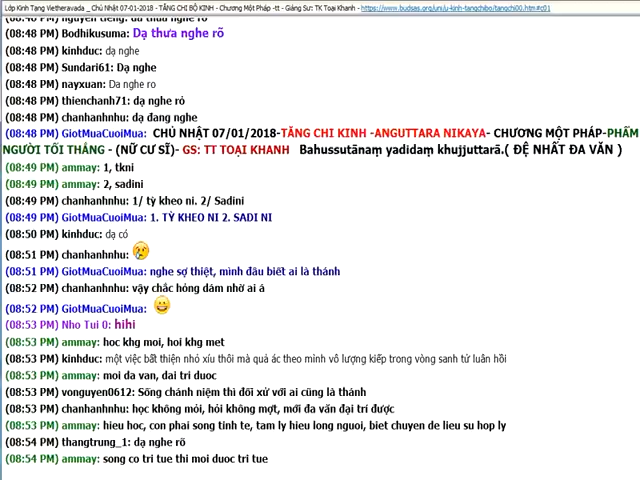 Lớp Kinh Tạng Vietheravada _ Chủ Nhật 07-01-2018 - TĂNG CHI BỘ KINH - Chương Một Pháp -tt - Giảng Sư: TK Toại Khanh - https://www.budsas.org/uni/u-kinh-tangchibo/tangchi00.htm#c01
(08:48 PM) nguyen tieng: dạ thưa nghe rõ
(08:48 PM) Bodhikusuma: Dạ thưa nghe rõ
(08:48 PM) kinhduc: dạ nghe
(08:48 PM) Sundari61: Dạ nghe
(08:48 PM) nayxuan: Da nghe ro
(08:48 PM) thienchanh71: dạ nghe rỏ
(08:48 PM) chanhanhnhu: dạ đang nghe
(08:48 PM) GiotMuaCuoiMua: CHỦ NHẬT 07/01/2018-TĂNG CHI KINH -ANGUTTARA NIKAYA- CHƯƠNG MỘT PHÁP-PHẨM
NGƯỜI TỐI THẮNG - (NỮ CƯ SĨ)- GS: TT TOẠI KHANH Bahussutānaṃ yadidaṃ khujjuttarā.( ĐỆ NHẤT ĐA VĂN )
(08:49 PM) ammay: 1, tkni
(08:49 PM) ammay: 2, sadini
(08:49 PM) chanhanhnhu: 1/ tỳ kheo ni. 2/ Sadini
(08:49 PM) GiotMuaCuoiMua: 1. TỲ KHEO NI 2. SADI NI
(08:50 PM) kinhduc: dạ có
(08:51 PM) chanhanhnhu:
(08:51 PM) GiotMuaCuoiMua: nghe sợ thiệt, mình đâu biết ai là thánh
(08:52 PM) chanhanhnhu: vậy chắc hỏng dám nhờ ai á
(08:52 PM) GiotMuaCuoiMua:
(08:53 PM) Nho Tui 0: hihi
(08:53 PM) ammay: hoc khg moi, hoi khg met
(08:53 PM) kinhduc: một việc bất thiện nhỏ xíu thôi mà quả ác theo mình vô lượng kiếp trong vòng sanh tử luân hồi
(08:53 PM) ammay: moi da van, dai tri duoc
(08:53 PM) vonguyen0612: Sống chánh niệm thì đối xử với ai cũng là thánh
(08:53 PM) chanhanhnhu: học không mỏi, hỏi không mợt, mới đa văn đại trí được
(08:53 PM) ammay: hieu hoc, con phai song tinh te, tam ly hieu long nguoi, biet chuyen de lieu su hop ly
(08:54 PM) thangtrung_1: dạ nghe rõ
(08:54 PM) ammay: song co tri tue thi moi duoc tri tue